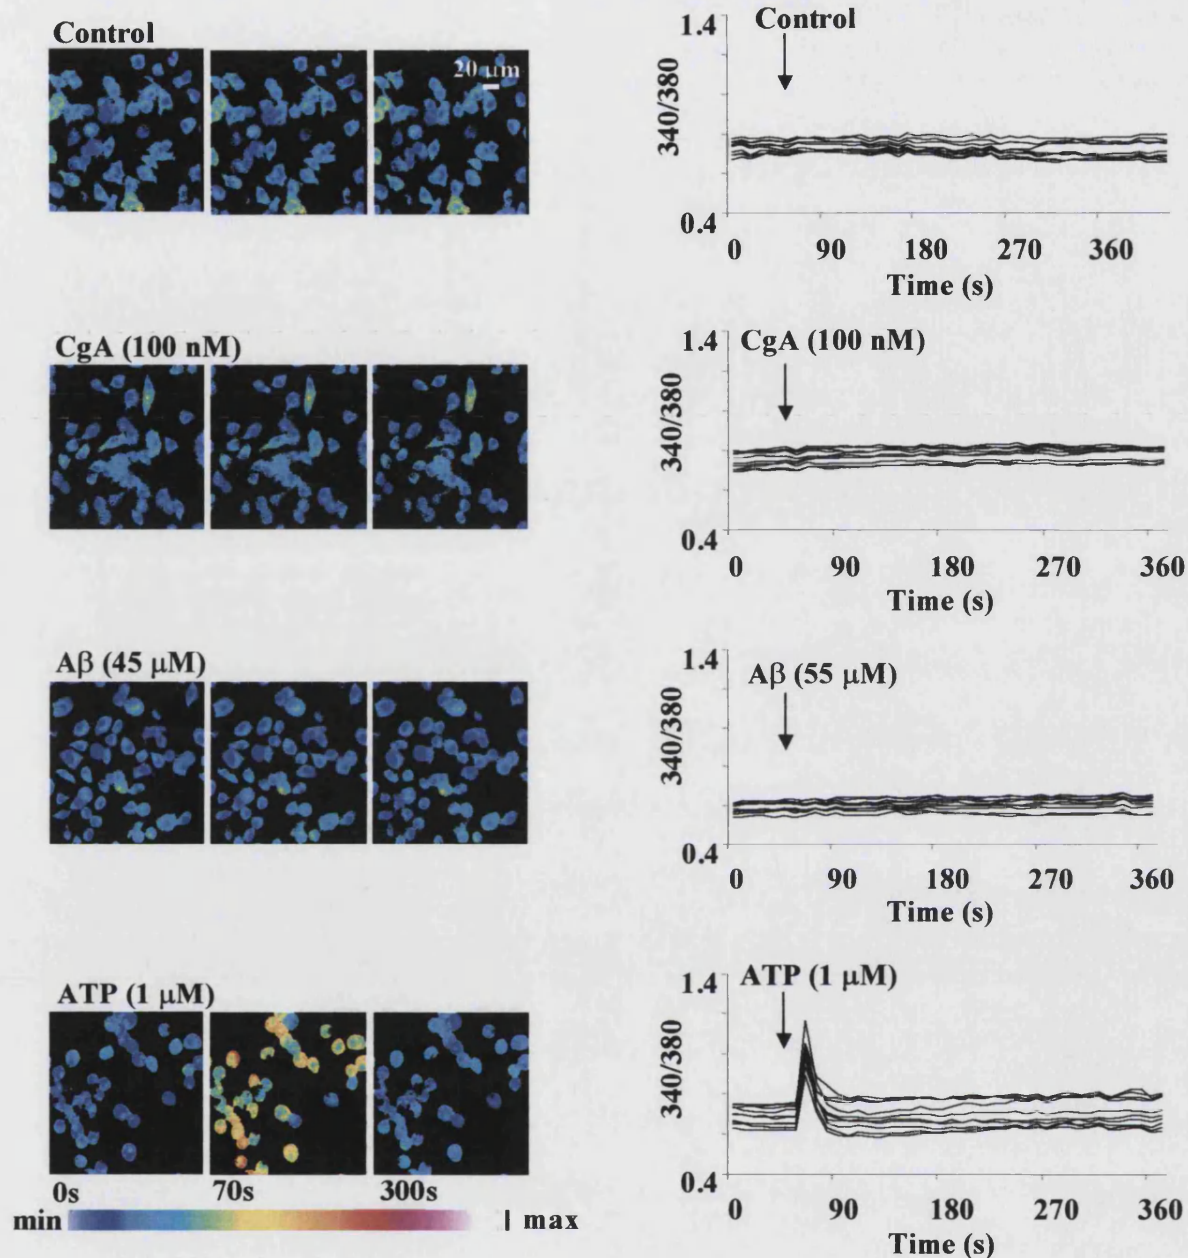 Control
20 µm
Control
1.4
340/380
0.4
0 90 180 270 360
Time (s)
CgA (100 nM)
CgA (100 nM)
1.4
340/380
0.4
0 90 180 270 360
Time (s)
Aβ (45 µM)
Aβ (55 µM)
1.4
340/380
0.4
0 90 180 270 360
Time (s)
ATP (1 µM)
ATP (1 µM)
1.4
340/380
0.4
0 90 180 270 360
Time (s)
0s 70s 300s
min max